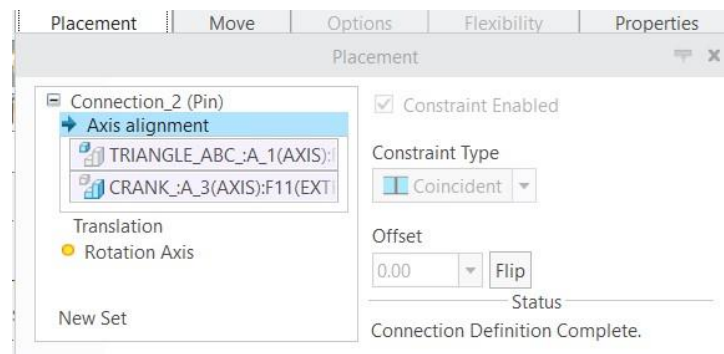 Placement Move Options Flexibility Properties
Placement
Connection_2 (Pin)
Axis alignment
TRIANGLE_ABC_:A_1(AXIS):
CRANK_:A_3(AXIS):F11(EXT
Translation
Rotation Axis
New Set
Constraint Enabled
Constraint Type
Coincident
Offset
0.00 Flip
Status
Connection Definition Complete.